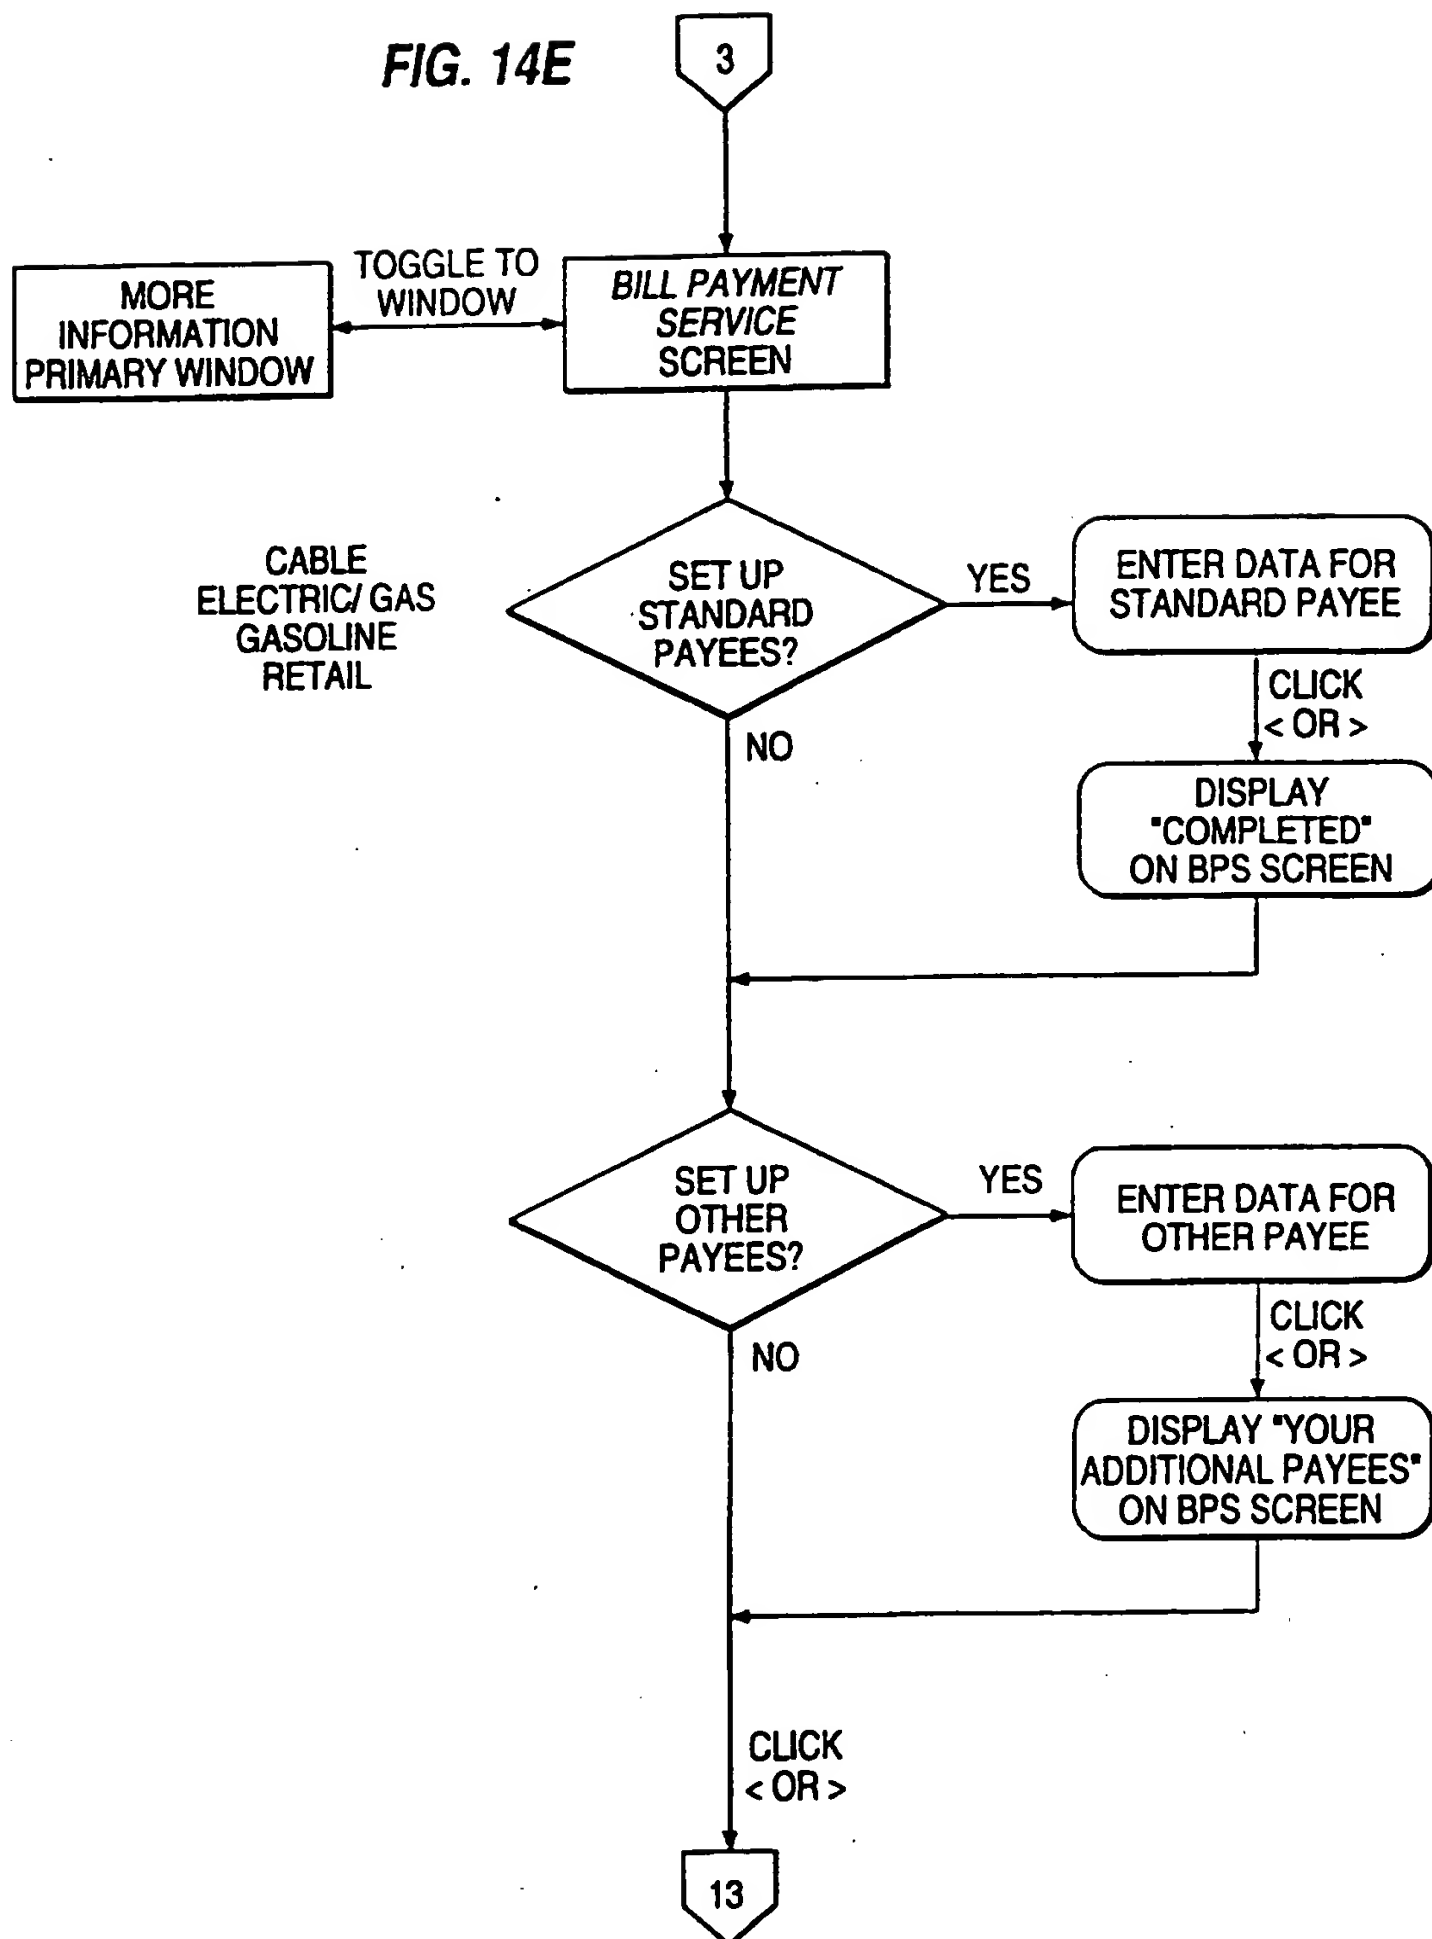 FIG. 14E
3
MORE
INFORMATION
PRIMARY WINDOW
TOGGLE TO
WINDOW
BILL PAYMENT
SERVICE
SCREEN
CABLE
ELECTRIC/ GAS
GASOLINE
RETAIL
SET UP
STANDARD
PAYEES?
YES
ENTER DATA FOR
STANDARD PAYEE
CLICK
< OR >
NO
DISPLAY
"COMPLETED"
ON BPS SCREEN
SET UP
OTHER
PAYEES?
YES
ENTER DATA FOR
OTHER PAYEE
CLICK
< OR >
NO
DISPLAY "YOUR
ADDITIONAL PAYEES"
ON BPS SCREEN
CLICK
< OR >
13